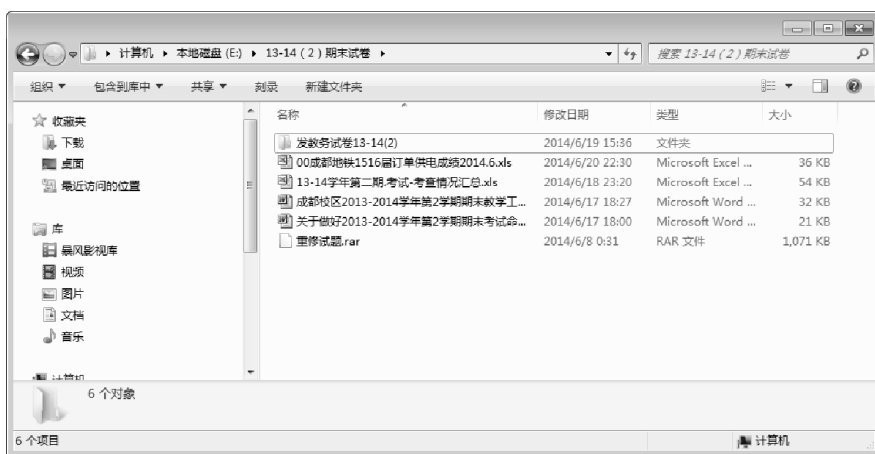 计算机 ▸ 本地磁盘 (E:) ▸ 13-14（2）期末试卷 ▸
搜索 13-14（2）期末试卷
组织 包含到库中 共享 刻录 新建文件夹
名称 修改日期 类型 大小
收藏夹
下载
桌面
最近访问的位置
库
暴风影视库
视频
图片
文档
音乐
计算机
发教务试卷13-14(2) 2014/6/19 15:36 文件夹
00成都地铁1516届订单供电成绩2014.6.xls 2014/6/20 22:30 Microsoft Excel ... 36 KB
13-14学年第二期.考试-考查情况汇总.xls 2014/6/18 23:20 Microsoft Excel ... 54 KB
成都校区2013-2014学年第2学期期末教学工... 2014/6/17 18:27 Microsoft Word ... 32 KB
关于做好2013-2014学年第2学期期末考试命... 2014/6/17 18:00 Microsoft Word ... 21 KB
重修试题.rar 2014/6/8 0:31 RAR 文件 1,071 KB
6 个对象
6 个项目 计算机